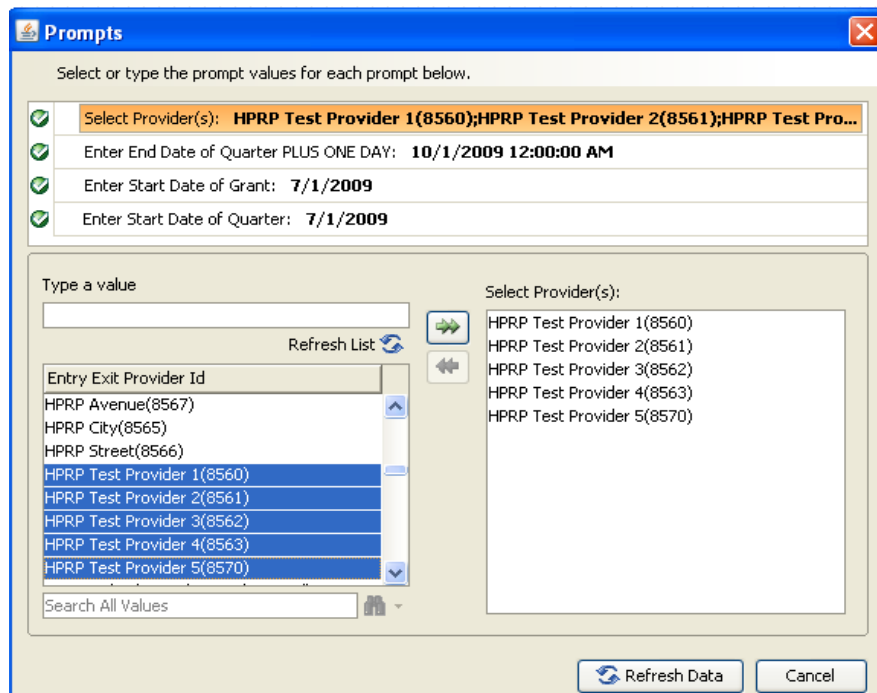 Prompts
Select or type the prompt values for each prompt below.
Select Provider(s): HPRP Test Provider 1(8560);HPRP Test Provider 2(8561);HPRP Test Pro...
Enter End Date of Quarter PLUS ONE DAY: 10/1/2009 12:00:00 AM
Enter Start Date of Grant: 7/1/2009
Enter Start Date of Quarter: 7/1/2009
Type a value
Refresh List
Entry Exit Provider Id
HPRP Avenue(8567)
HPRP City(8565)
HPRP Street(8566)
HPRP Test Provider 1(8560)
HPRP Test Provider 2(8561)
HPRP Test Provider 3(8562)
HPRP Test Provider 4(8563)
HPRP Test Provider 5(8570)
Search All Values
Select Provider(s):
HPRP Test Provider 1(8560)
HPRP Test Provider 2(8561)
HPRP Test Provider 3(8562)
HPRP Test Provider 4(8563)
HPRP Test Provider 5(8570)
Refresh Data
Cancel